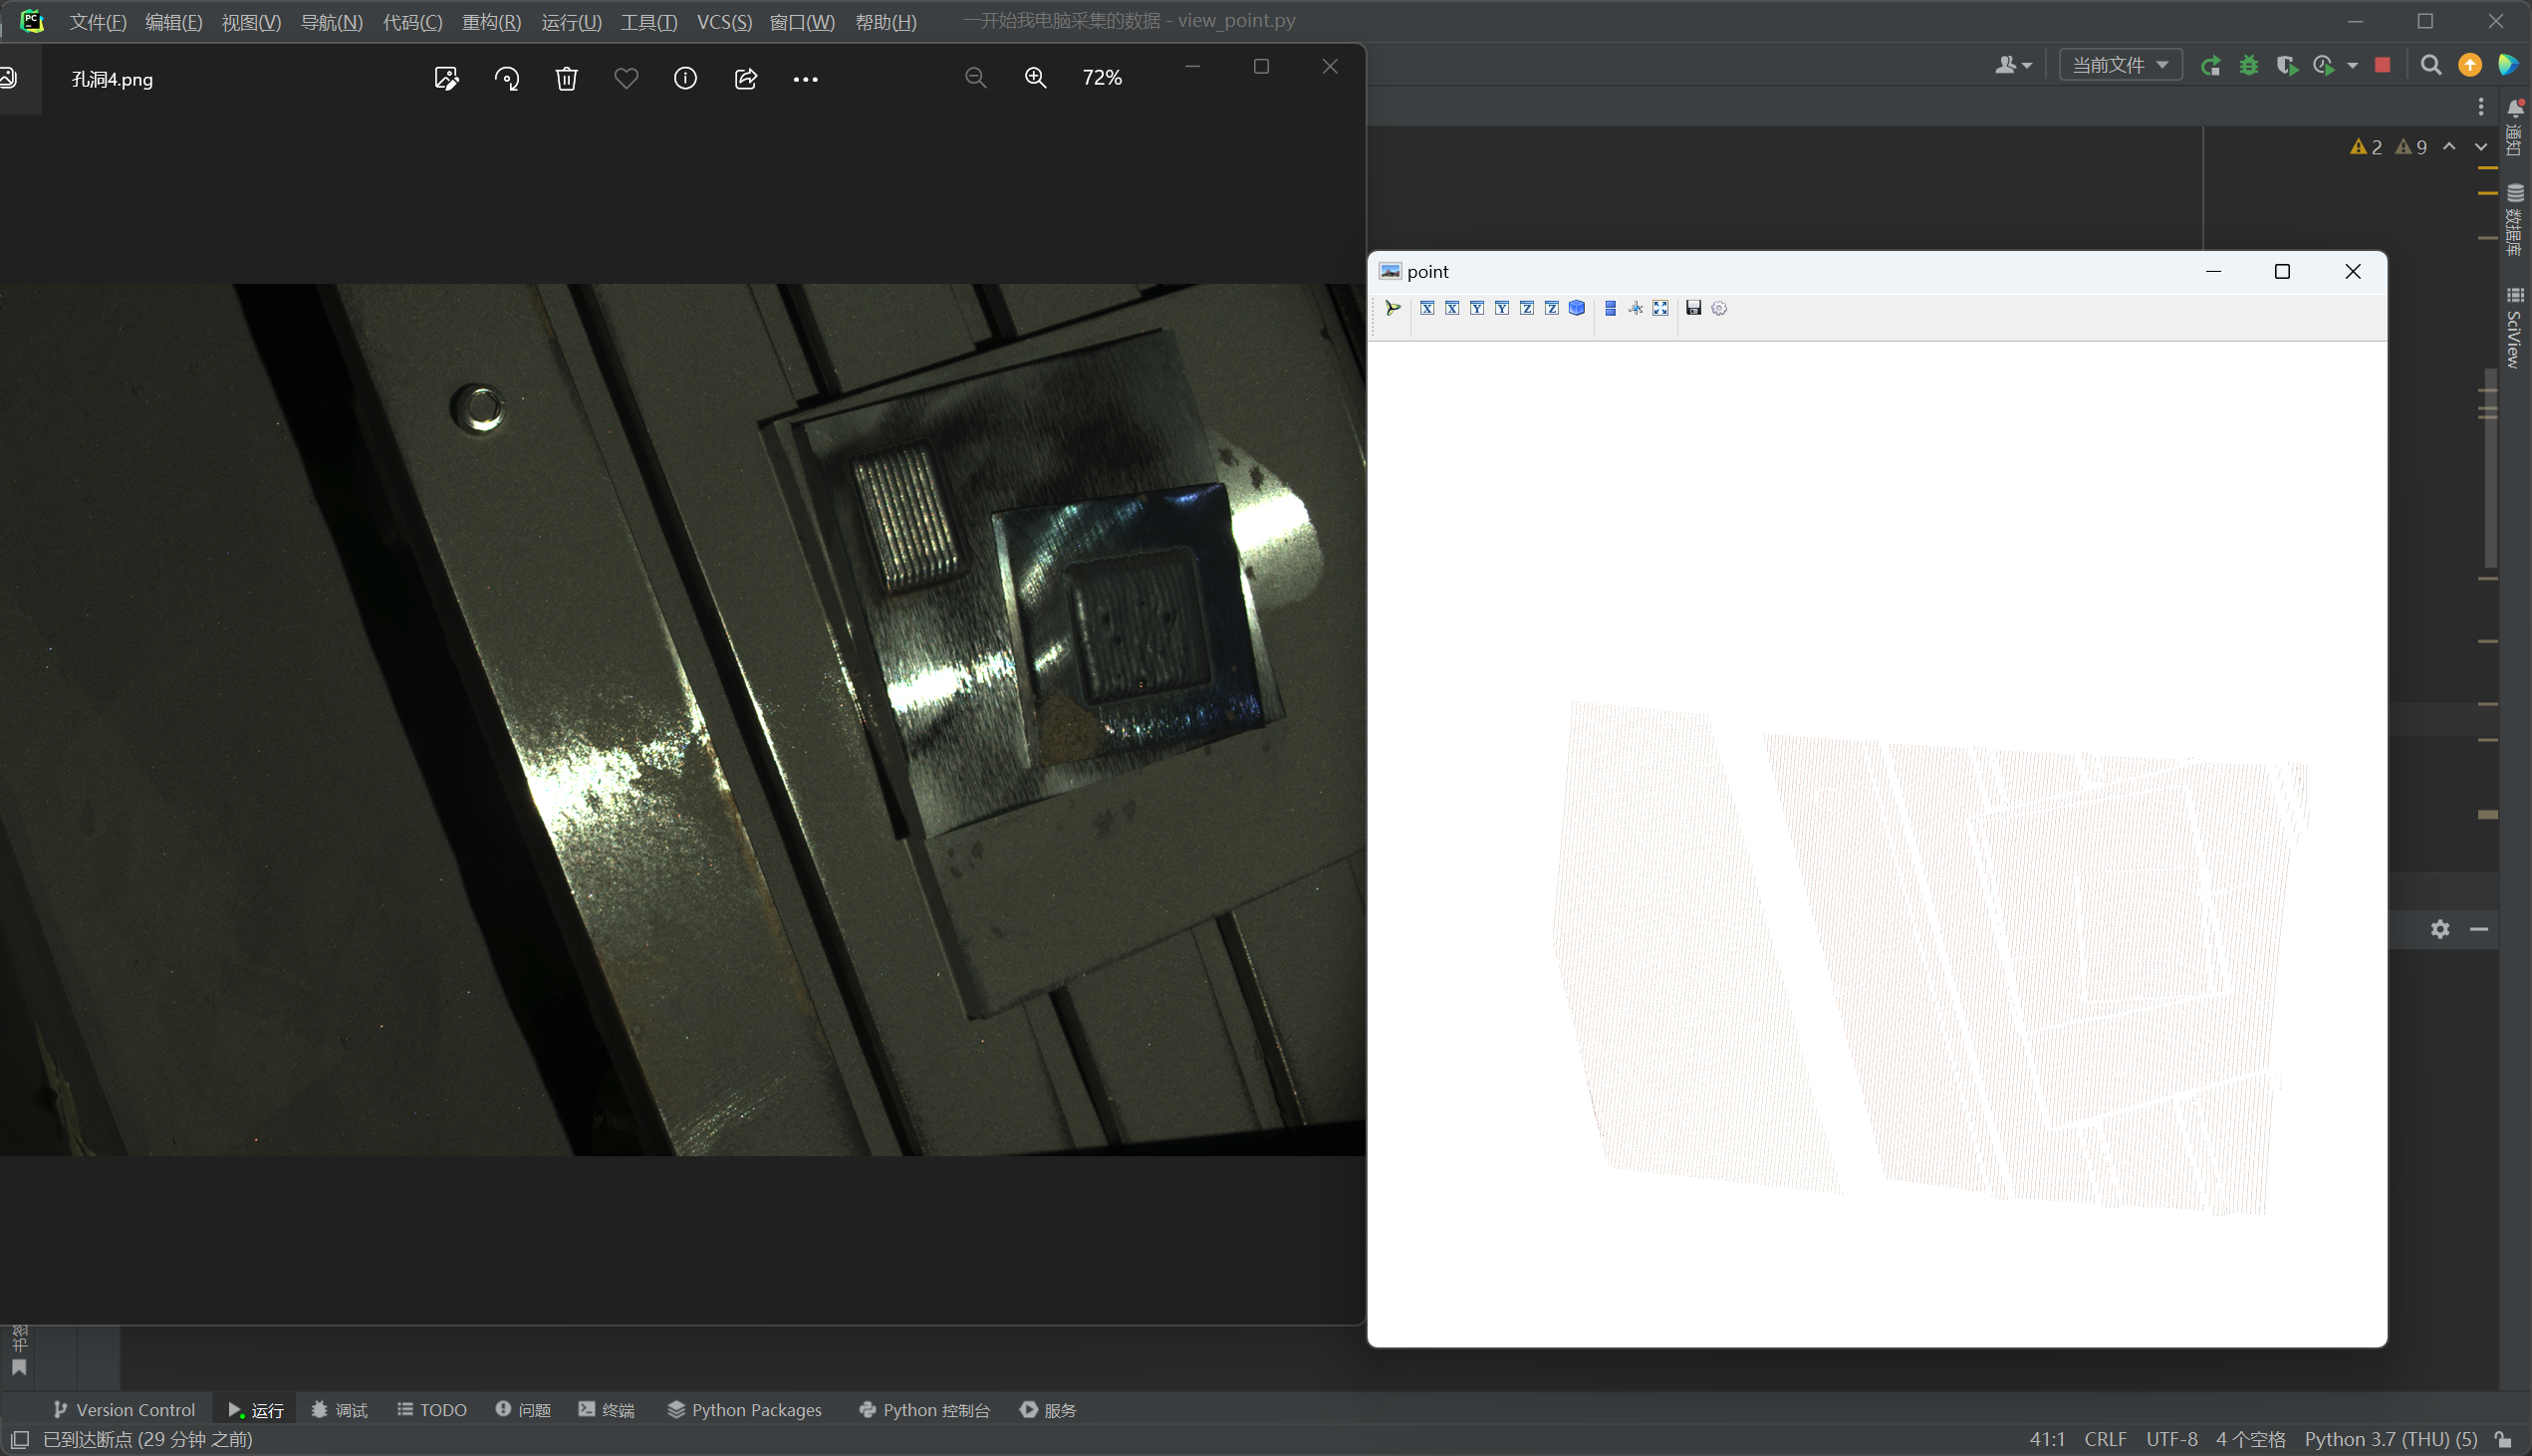 PC
文件(F) 编辑(E) 视图(V) 导航(N) 代码(C) 重构(R) 运行(U) 工具(T) VCS(S) 窗口(W) 帮助(H) 一开始我电脑采集的数据 - view_point.py
当前文件
孔洞4.png
72%
2 9
通知
数据库
SciView
point
X X Y Y Z Z
书签
Version Control 运行 调试 TODO 问题 终端 Python Packages Python 控制台 服务
已到达断点 (29 分钟 之前)
41:1 CRLF UTF-8 4 个空格 Python 3.7 (THU) (5)